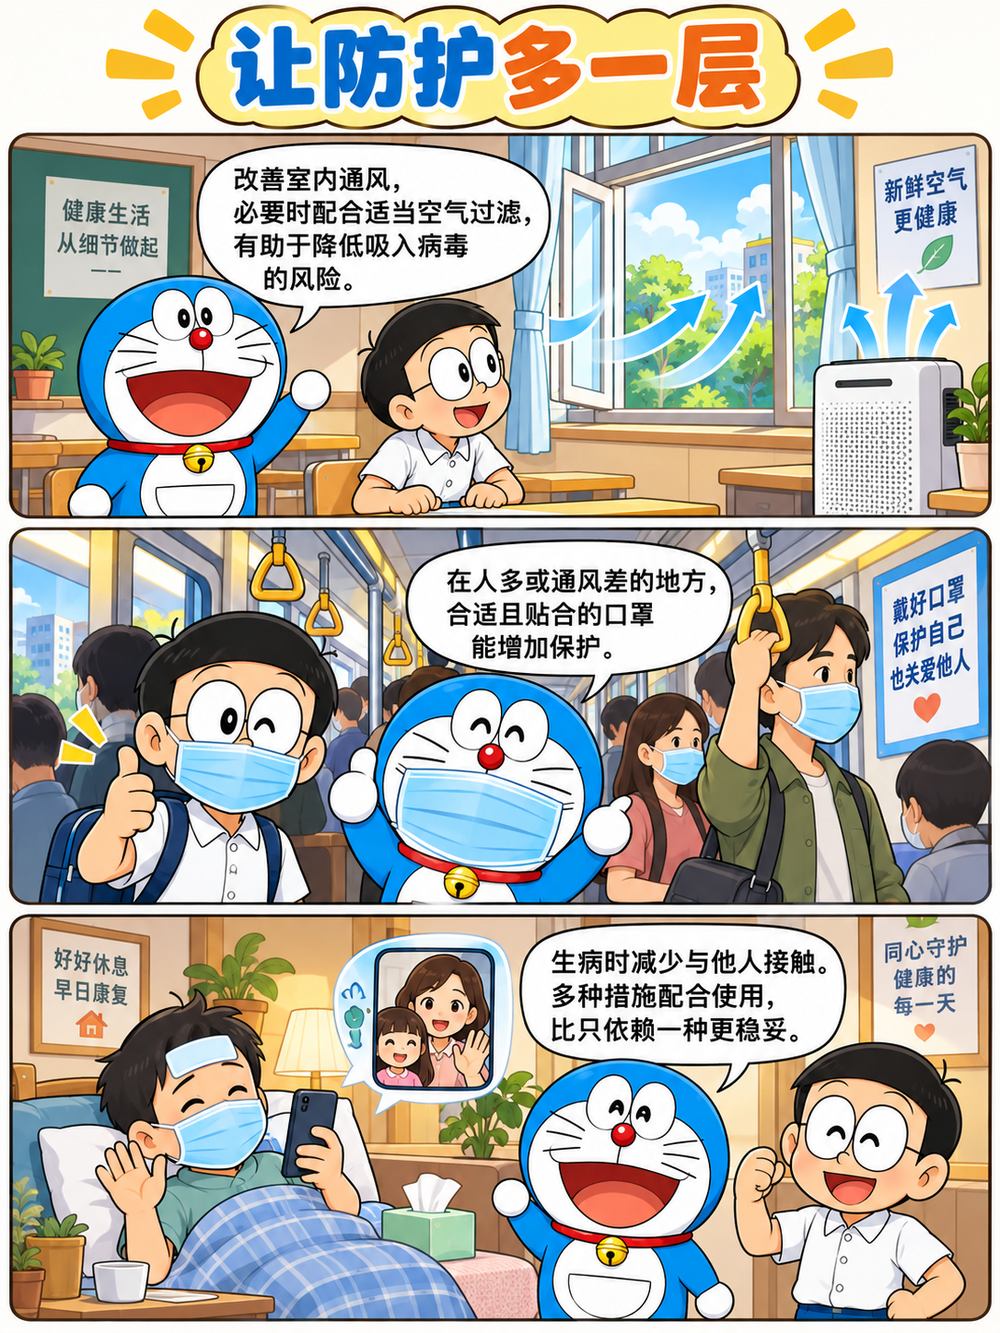 让防护多一层
健康生活
从细节做起
改善室内通风，
必要时配合适当空气过滤，
有助于降低吸入病毒
的风险。
新鲜空气
更健康
在人多或通风差的地方，
合适且贴合的口罩
能增加保护。
戴好口罩
保护自己
也关爱他人
好好休息
早日康复
生病时减少与他人接触。
多种措施配合使用，
比只依赖一种更稳妥。
同心守护
健康的
每一天